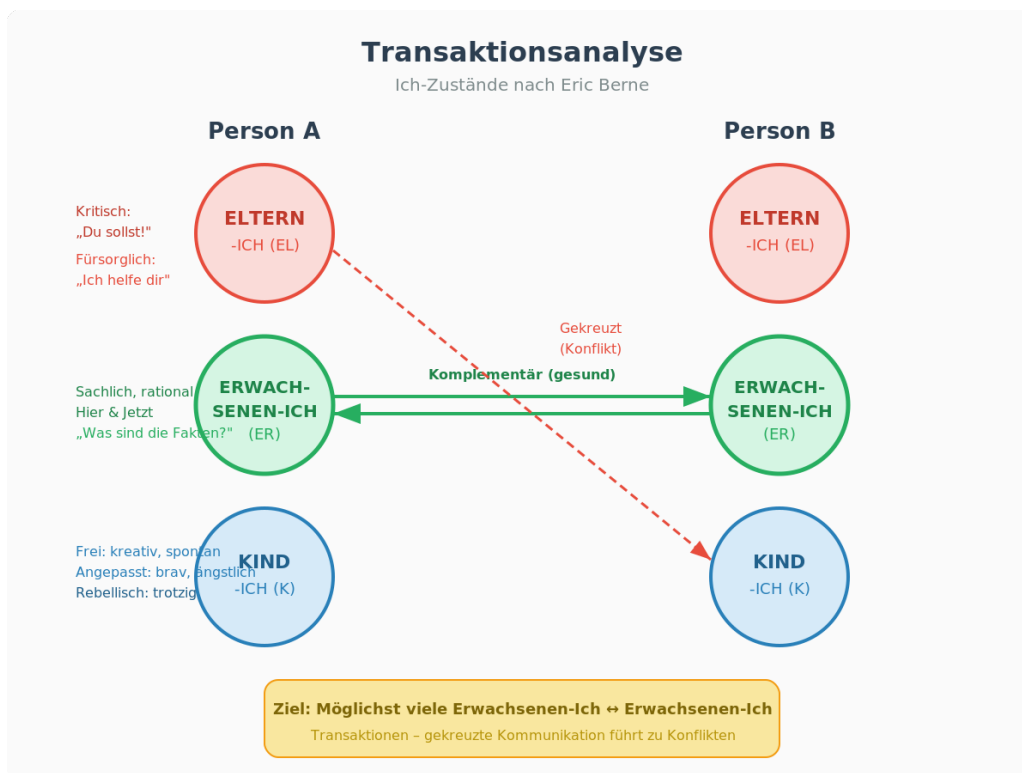 Transaktionsanalyse
Ich-Zustände nach Eric Berne
Person A
Person B
Kritisch:
„Du sollst!"
Fürsorglich:
„Ich helfe dir"
ELTERN
-ICH (EL)
ELTERN
-ICH (EL)
Gekreuzt
(Konflikt)
Komplementär (gesund)
Sachlich, rational
Hier & Jetzt
„Was sind die Fakten?"
ERWACH-
SENEN-ICH
(ER)
ERWACH-
SENEN-ICH
(ER)
Frei: kreativ, spontan
Angepasst: brav, ängstlich
Rebellisch: trotzig
KIND
-ICH (K)
KIND
-ICH (K)
Ziel: Möglichst viele Erwachsenen-Ich ↔ Erwachsenen-Ich
Transaktionen – gekreuzte Kommunikation führt zu Konflikten